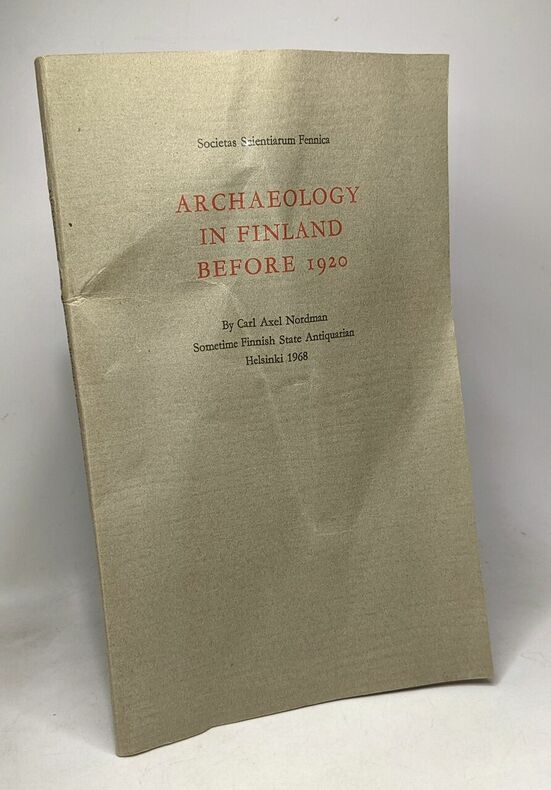 Societas Scientiarum Fennica
ARCHAEOLOGY
IN FINLAND
BEFORE 1920
By Carl Axel Nordman
Sometime Finnish State Antiquarian
Helsinki 1968